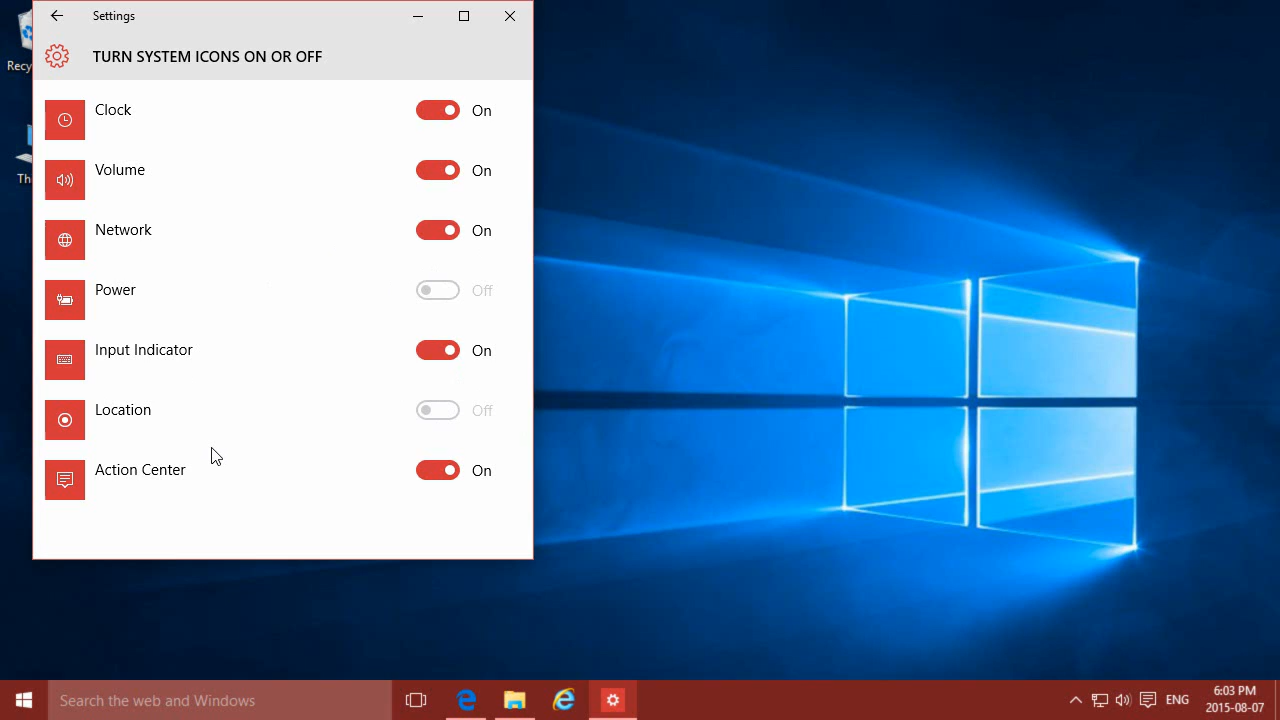 Settings
TURN SYSTEM ICONS ON OR OFF
Clock On
Volume On
Network On
Power Off
Input Indicator On
Location Off
Action Center On
Recy
Th
Search the web and Windows
ENG
6:03 PM
2015-08-07